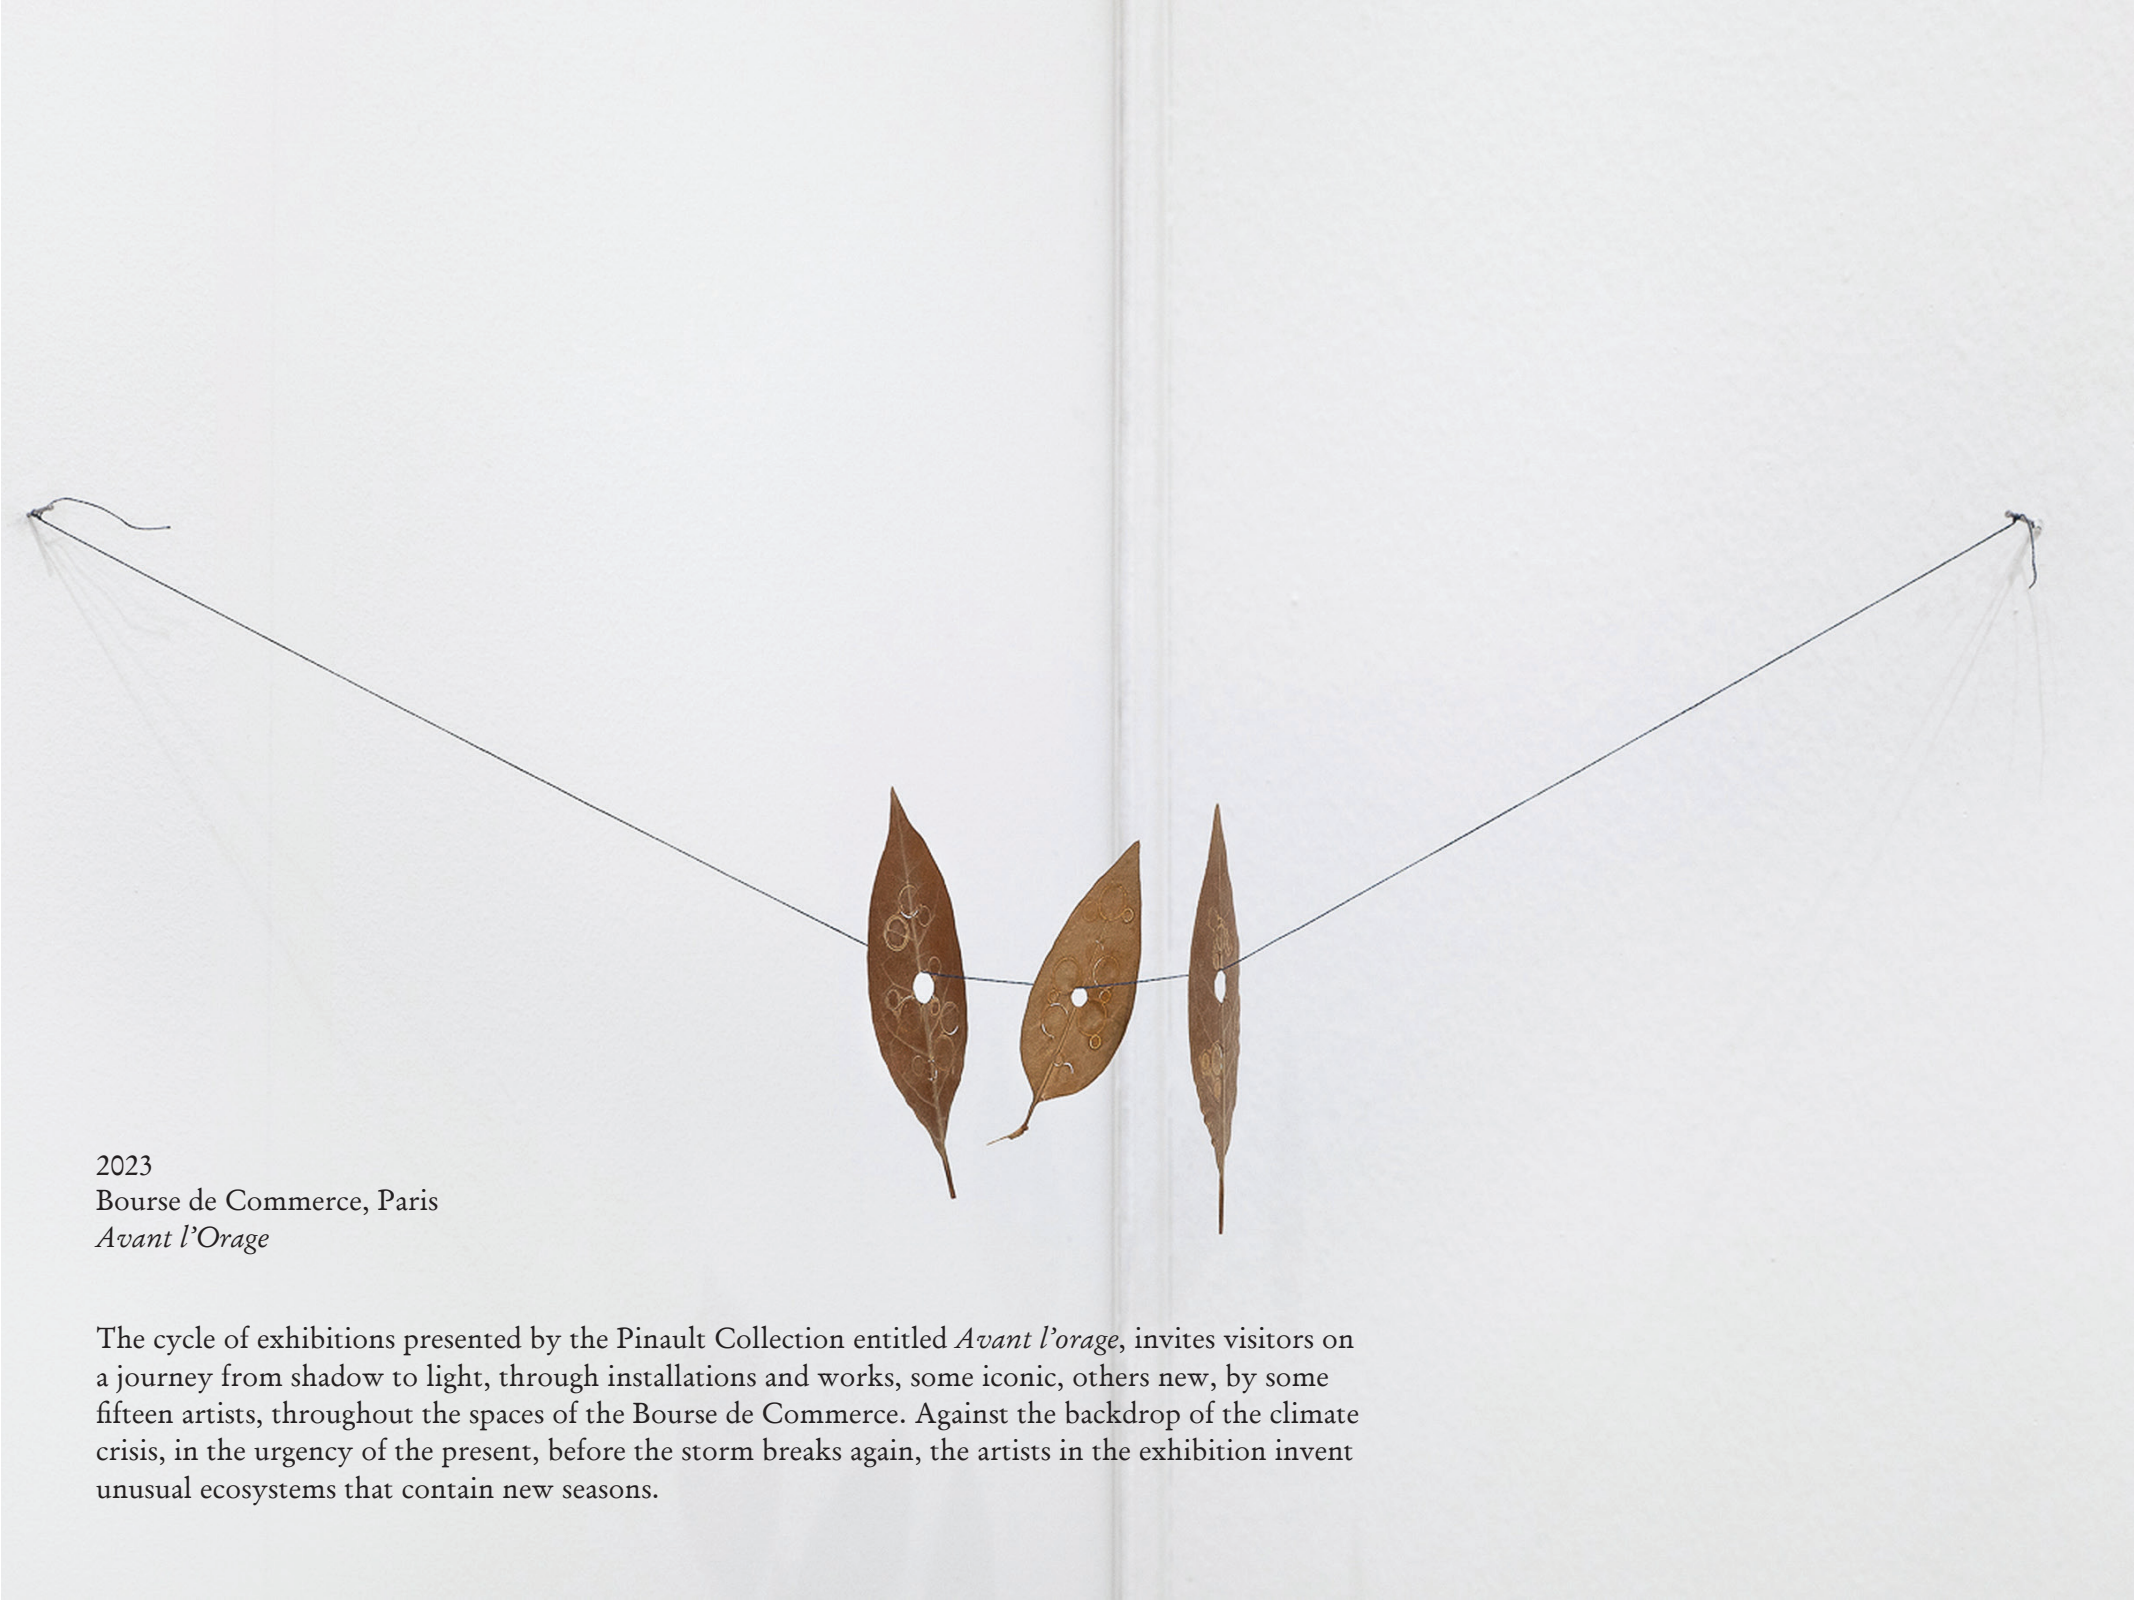 2023
Bourse de Commerce, Paris
Avant l’Orage
The cycle of exhibitions presented by the Pinault Collection entitled Avant l’orage, invites visitors on
a journey from shadow to light, through installations and works, some iconic, others new, by some
fifteen artists, throughout the spaces of the Bourse de Commerce. Against the backdrop of the climate
crisis, in the urgency of the present, before the storm breaks again, the artists in the exhibition invent
unusual ecosystems that contain new seasons.